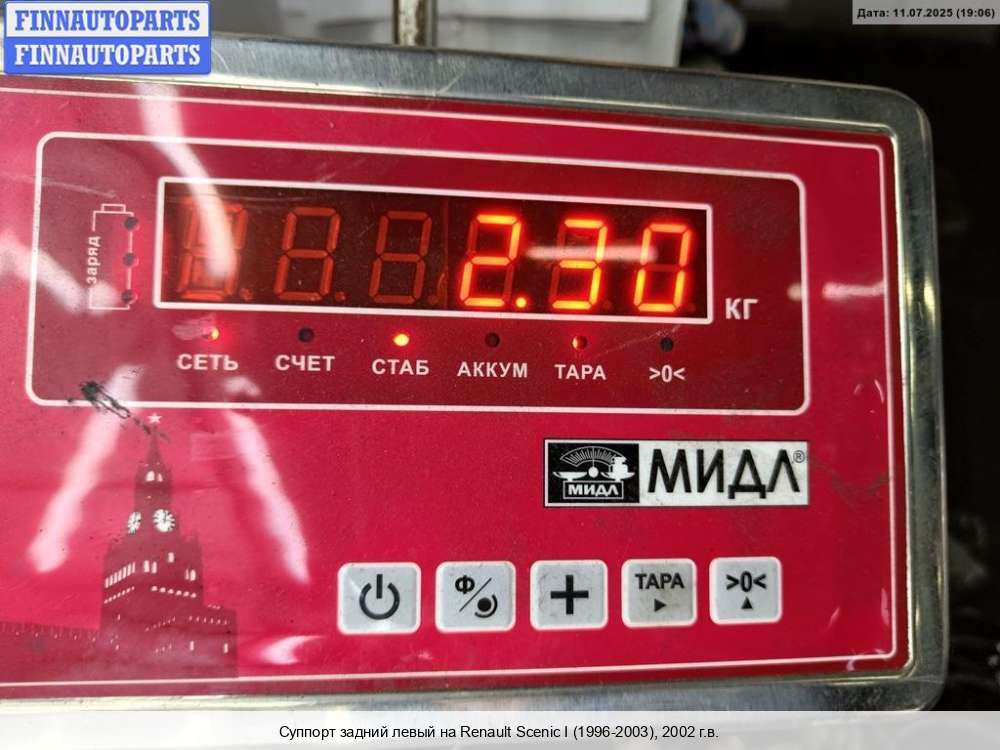 FINNAUTOPARTS
FINNAUTOPARTS
Дата: 11.07.2025 (19:06)
заряд
2.30
КГ
СЕТЬ СЧЕТ СТАБ АККУМ ТАРА >0<
МИДЛ
МИДЛ®
Ф
ТАРА
>0<
Суппорт задний левый на Renault Scenic I (1996-2003), 2002 г.в.